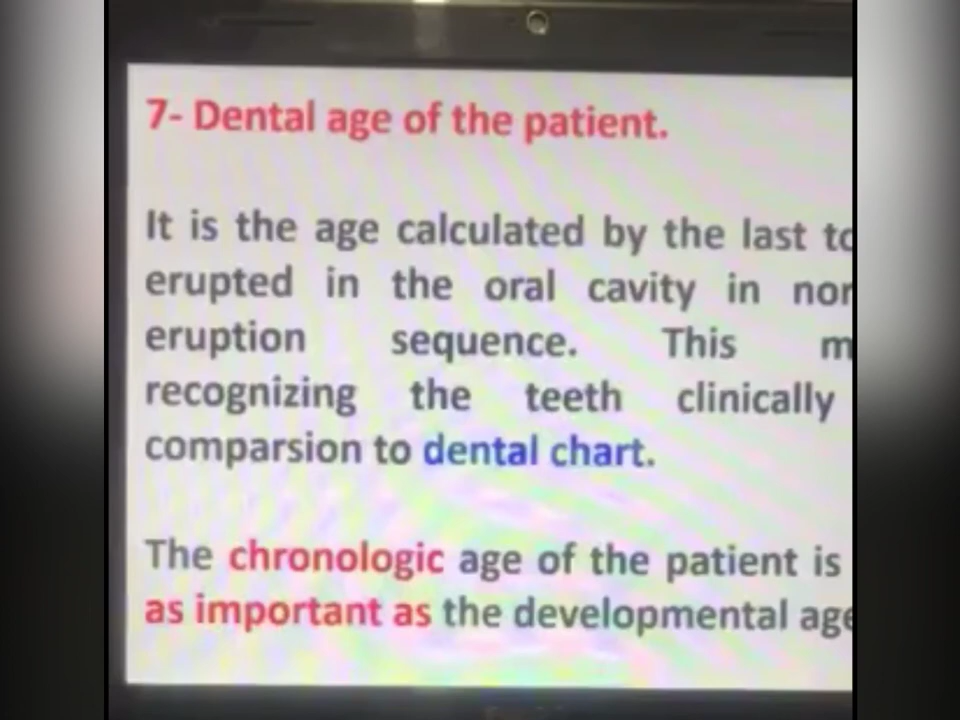 7- Dental age of the patient.
It is the age calculated by the last
erupted in the oral cavity in
eruption sequence. This
recognizing the teeth clinically
comparsion to dental chart.
The chronologic age of the patient is
as important as the developmental age